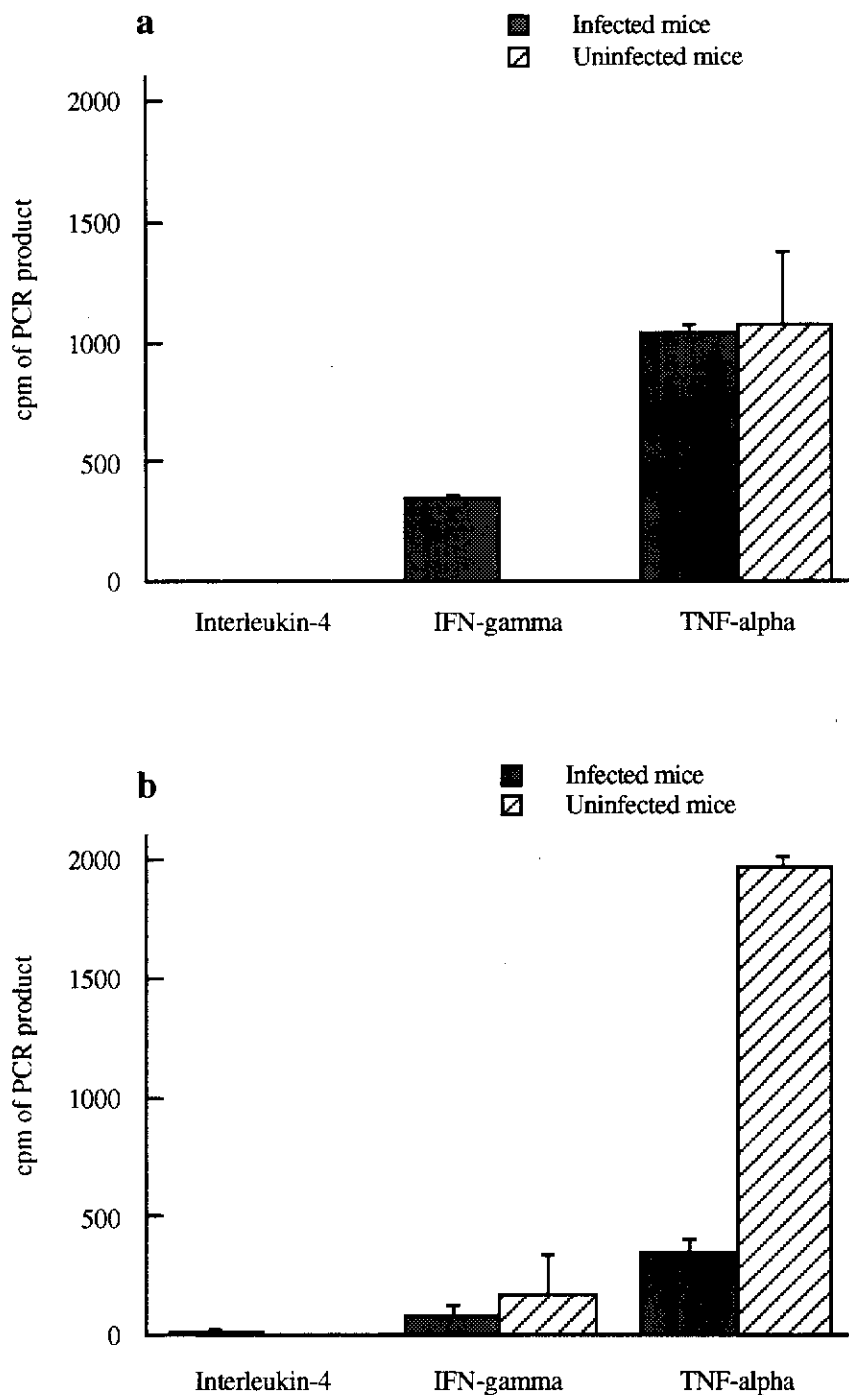 a
Infected mice
Uninfected mice
2000
1500
1000
500
0
cpm of PCR product
Interleukin-4 IFN-gamma TNF-alpha
b
Infected mice
Uninfected mice
2000
1500
1000
500
0
cpm of PCR product
Interleukin-4 IFN-gamma TNF-alpha